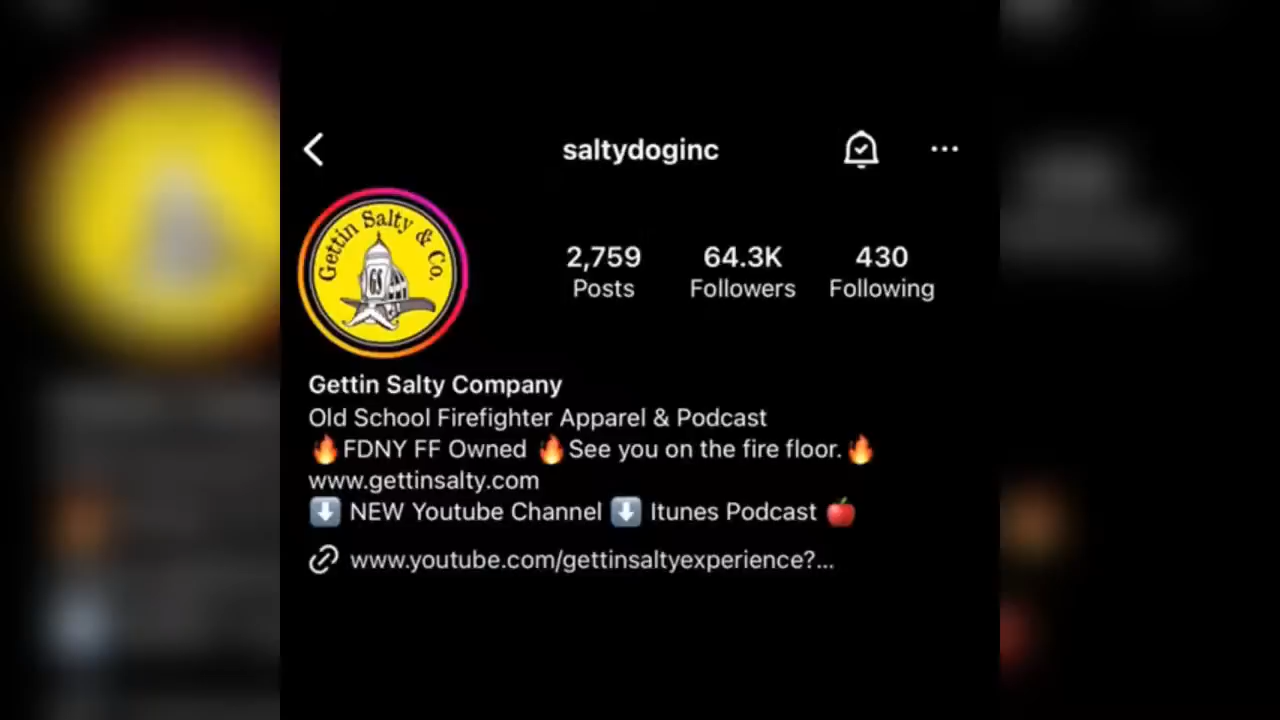 saltydoginc
Gettin Salty & Co.
GS
2,759 64.3K 430
Posts Followers Following
Gettin Salty Company
Old School Firefighter Apparel & Podcast
🔥FDNY FF Owned 🔥See you on the fire floor.🔥
www.gettinsalty.com
⬇️ NEW Youtube Channel ⬇️ Itunes Podcast 🍎
www.youtube.com/gettinsaltyexperience?...